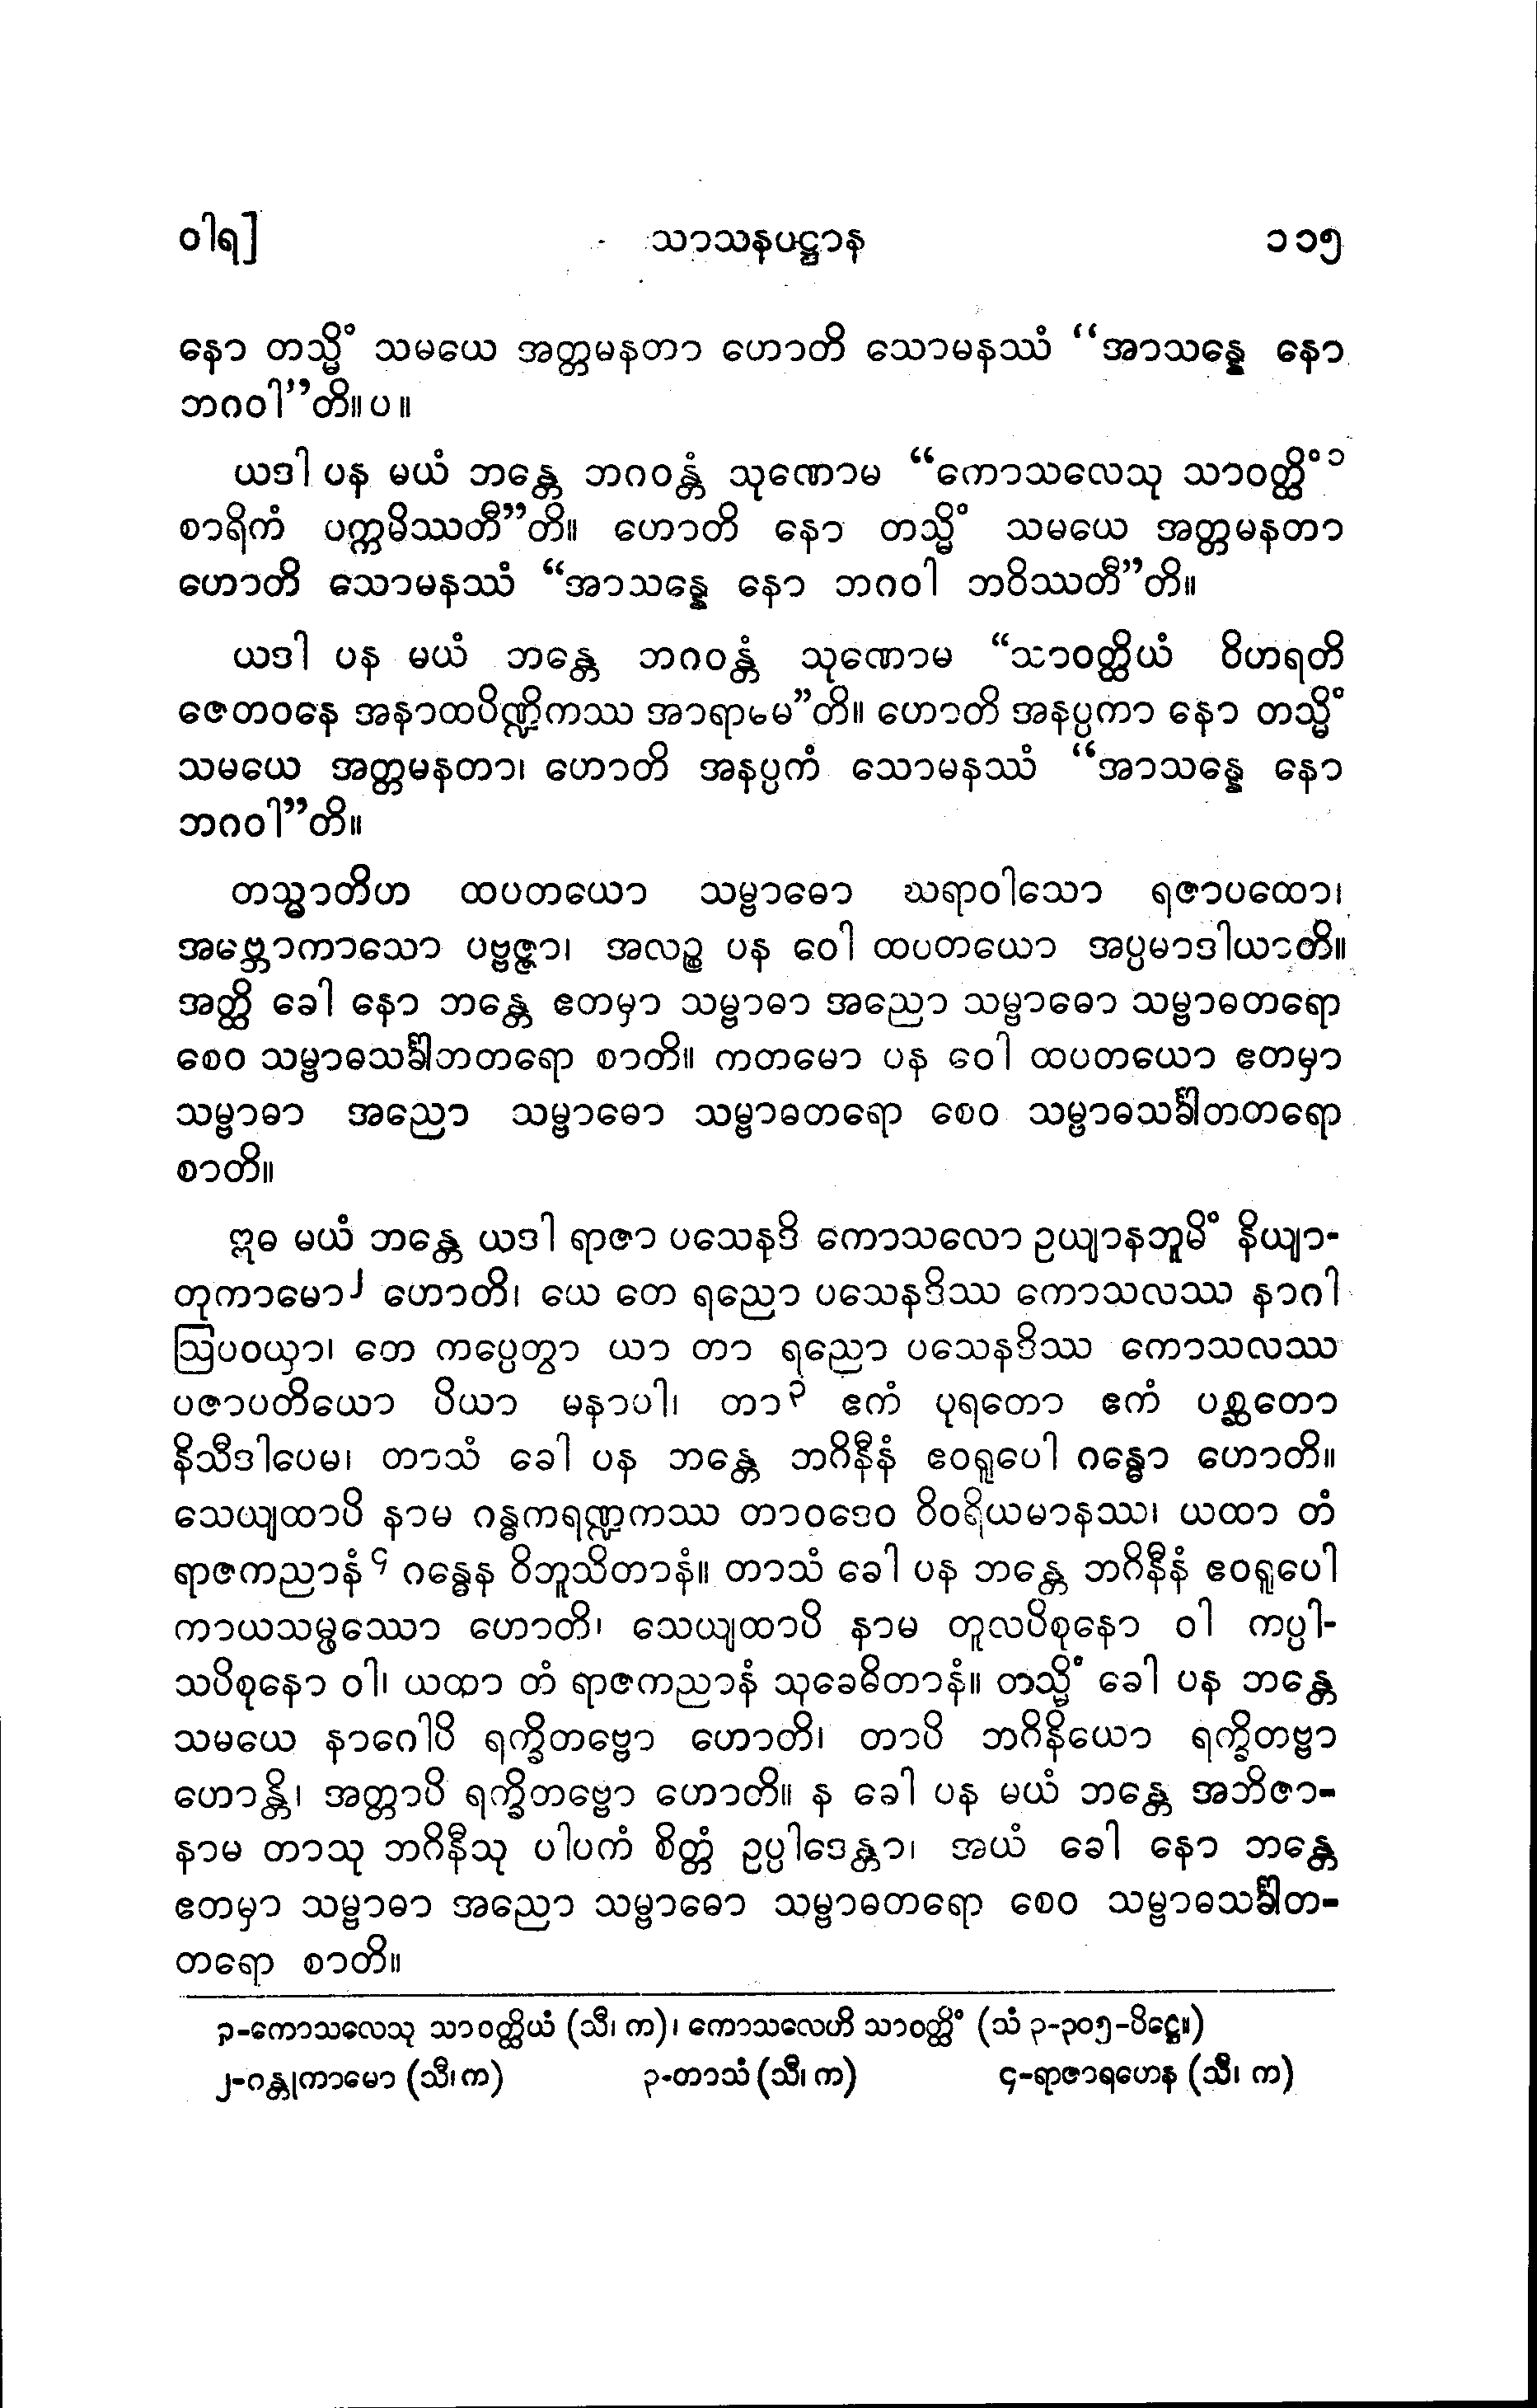 ဝါရ] သာသနပဋ္ဌာန ၁၁၅
နော တသ္မိံ သမယေ အတ္တမနတာ ဟောတိ သောမနဿံ “အာသန္နေ နော
ဘဂဝါ”တိ။ပ။
ယဒါ ပန မယံ ဘန္တေ ဘဂဝန္တံ သုဏောမ “ကောသလေသု သာဝတ္ထိံ၁
စာရိကံ ပက္ကမိဿတီ”တိ။ ဟောတိ နော တသ္မိံ သမယေ အတ္တမနတာ
ဟောတိ သောမနဿံ “အာသန္နေ နော ဘဂဝါ ဘဝိဿတီ”တိ။
ယဒါ ပန မယံ ဘန္တေ ဘဂဝန္တံ သုဏောမ “သာဝတ္ထိယံ ဝိဟရတိ
ဇေတဝနေ အနာထပိဏ္ဍိကဿ အာရာမေ”တိ။ ဟောတိ အနပ္ပကာ နော တသ္မိံ
သမယေ အတ္တမနတာ၊ ဟောတိ အနပ္ပကံ သောမနဿံ “အာသန္နေ နော
ဘဂဝါ”တိ။
တသ္မာတိဟ ထပတယော သမ္ဗာဓော ဃရာဝါသော ရဇာပထော၊
အဗ္ဘောကာသော ပဗ္ဗဇ္ဇာ၊ အလဉ္စ ပန ဝေါ ထပတယော အပ္ပမာဒါယာတိ။
အတ္ထိ ခေါ နော ဘန္တေ ဧတမှာ သမ္ဗာဓာ အညော သမ္ဗာဓော သမ္ဗာဓတရော
စေဝ သမ္ဗာဓသင်္ခါဘတရော စာတိ။ ကတမော ပန ဝေါ ထပတယော ဧတမှာ
သမ္ဗာဓာ အညော သမ္ဗာဓော သမ္ဗာဓတရော စေဝ သမ္ဗာဓသင်္ခါတတရော
စာတိ။
ဣဓ မယံ ဘန္တေ ယဒါ ရာဇာ ပသေနဒိ ကောသလော ဥယျာနဘူမိံ နိယျာ-
တုကာမော၂ ဟောတိ၊ ယေ တေ ရညော ပသေနဒိဿ ကောသလဿ နာဂါ
ဩပဝယှာ၊ တေ ကပ္ပေတွာ ယာ တာ ရညော ပသေနဒိဿ ကောသလဿ
ပဇာပတိယော ပိယာ မနာပါ၊ တာ၃ ဧကံ ပုရတော ဧကံ ပစ္ဆတော
နိသီဒါပေမ၊ တာသံ ခေါ ပန ဘန္တေ ဘဂိနီနံ ဧဝရူပေါ ဂန္ဓော ဟောတိ။
သေယျထာပိ နာမ ဂန္ဓကရဏ္ဍကဿ တာဝဒေဝ ဝိဝရိယမာနဿ၊ ယထာ တံ
ရာဇကညာနံ၄ ဂန္ဓေန ဝိဘူသိတာနံ။ တာသံ ခေါ ပန ဘန္တေ ဘဂိနီနံ ဧဝရူပေါ
ကာယသမ္ဖဿော ဟောတိ၊ သေယျထာပိ နာမ တူလပိစုနော ဝါ ကပ္ပါ-
သပိစုနော ဝါ၊ ယထာ တံ ရာဇကညာနံ သုခေဓိတာနံ။ တသ္မိံ ခေါ ပန ဘန္တေ
သမယေ နာဂေါပိ ရက္ခိတဗ္ဗော ဟောတိ၊ တာပိ ဘဂိနိယော ရက္ခိတဗ္ဗာ
ဟောန္တိ၊ အတ္တာပိ ရက္ခိတဗ္ဗော ဟောတိ။ န ခေါ ပန မယံ ဘန္တေ အဘိဇာ-
နာမ တာသု ဘဂိနီသု ပါပကံ စိတ္တံ ဥပ္ပါဒေန္တာ၊ အယံ ခေါ နော ဘန္တေ
ဧတမှာ သမ္ဗာဓာ အညော သမ္ဗာဓော သမ္ဗာဓတရော စေဝ သမ္ဗာဓသင်္ခါတ-
တရော စာတိ။
၁-ကောသလေသု သာဝတ္ထိယံ (သီ၊ က)၊ ကောသလေဟိ သာဝတ္ထိံ (သံ ၃-၃၀၅-ပိဋ္ဌေ။)
၂-ဂန္တုကာမော (သီ၊က) ၃-တာသံ (သီ၊ က) ၄-ရာဇာရဟေန (သီ၊ က)